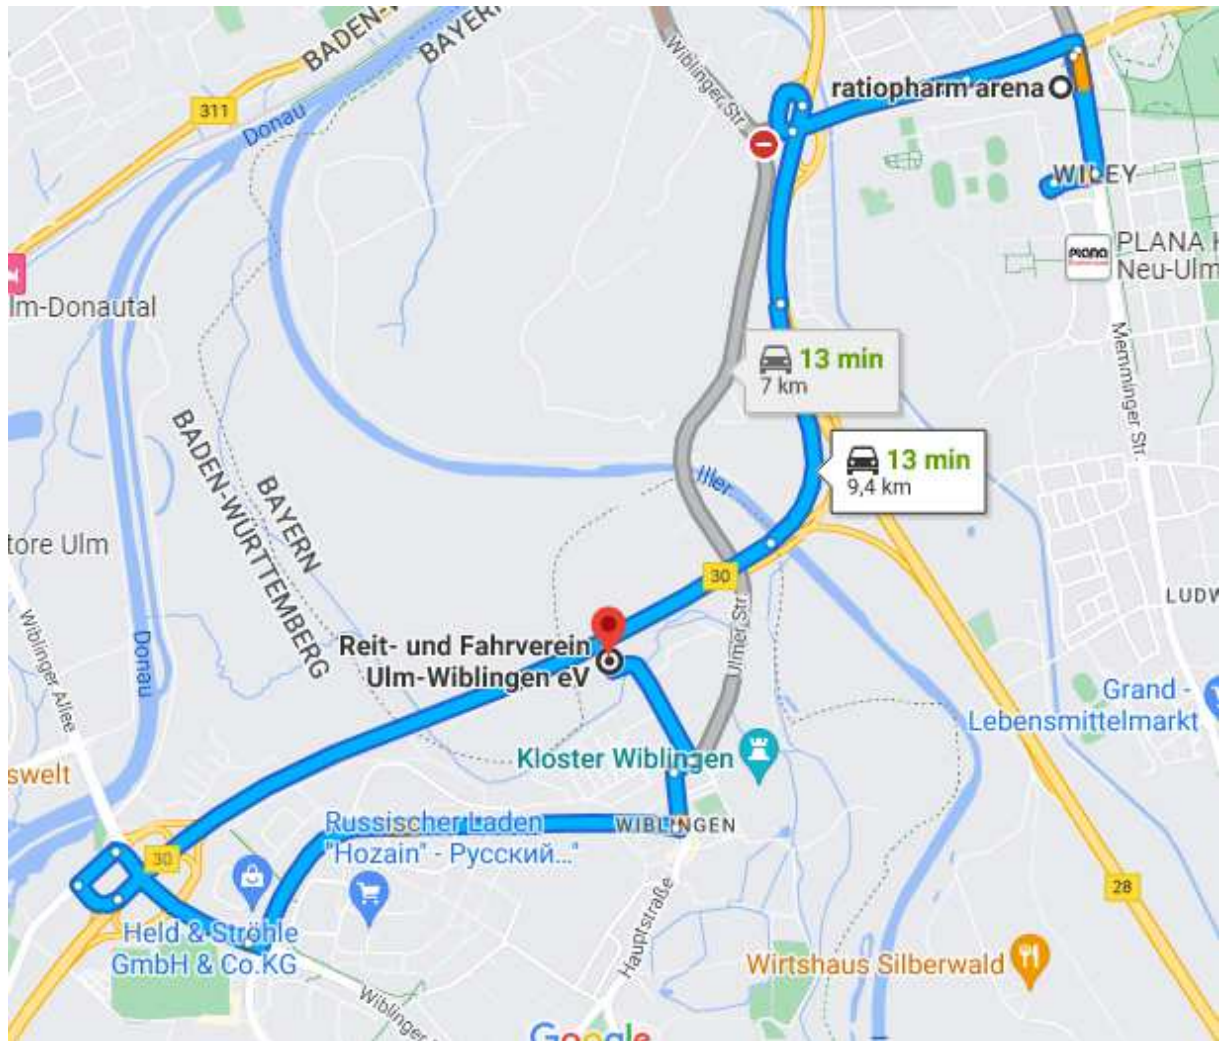 BADEN-
BAYER
Wiblinger Str.
ratiopharm arena
311
Donau
WILEY
PLANA
PLANA
Neu-Ulm
lm-Donautal
13 min
7 km
Memminger Str.
BADEN-WÜRTTEMBERG
BAYERN
13 min
9,4 km
Iller
tore Ulm
30
LUDW
Wiblinger Allee
Donau
Ulmer Str.
Reit- und Fahrverein
Ulm-Wiblingen eV
Grand -
Lebensmittelmarkt
Kloster Wiblingen
swelt
Russischer Laden
"Hozain" - Русский..."
WIBLINGEN
30
28
Hauptstraße
Held & Ströhle
GmbH & Co.KG
Wirtshaus Silberwald
Wiblinger
Google